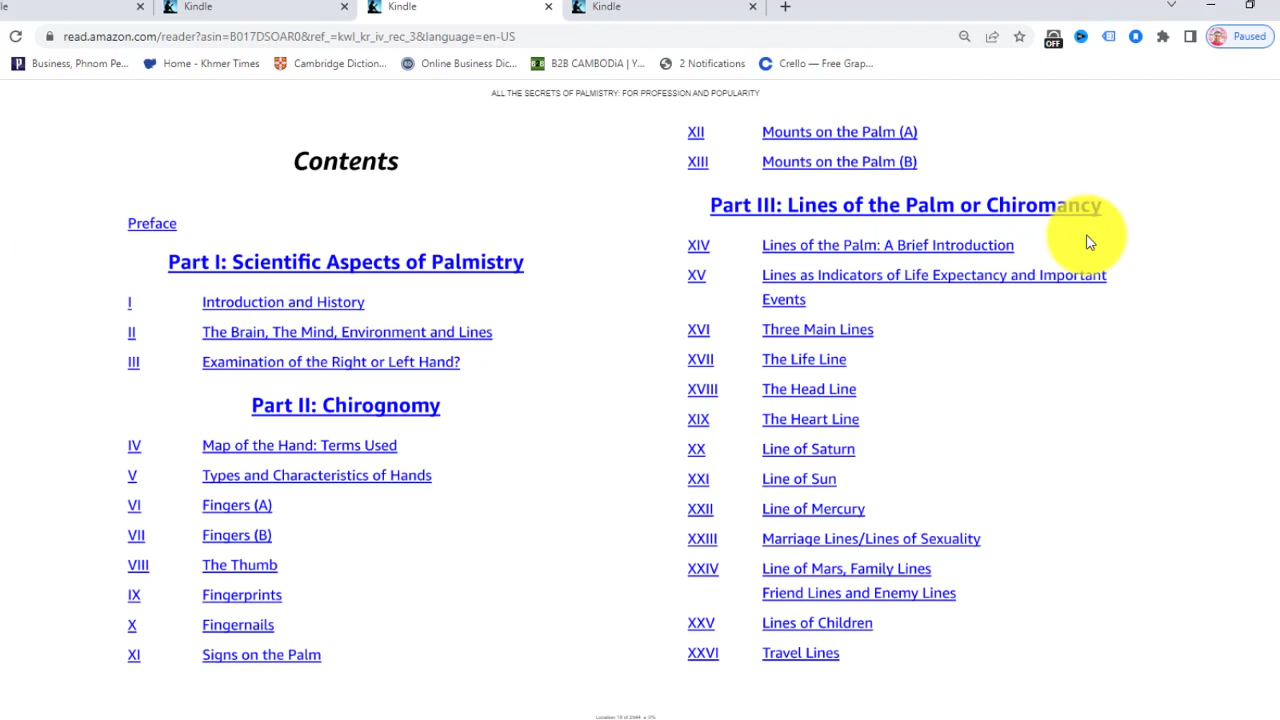 le
Kindle
Kindle
Kindle
read.amazon.com/reader?asin=B017DSOAR0&ref_=kwl_kr_iv_rec_3&language=en-US
OFF
Paused
Business, Phnom Pe...
Home - Khmer Times
Cambridge Diction...
Online Business Dic...
B2B CAMBODiA | Y...
2 Notifications
Crello — Free Grap...
ALL THE SECRETS OF PALMISTRY: FOR PROFESSION AND POPULARITY
Contents
Preface
Part I: Scientific Aspects of Palmistry
I Introduction and History
II The Brain, The Mind, Environment and Lines
III Examination of the Right or Left Hand?
Part II: Chirognomy
IV Map of the Hand: Terms Used
V Types and Characteristics of Hands
VI Fingers (A)
VII Fingers (B)
VIII The Thumb
IX Fingerprints
X Fingernails
XI Signs on the Palm
XII Mounts on the Palm (A)
XIII Mounts on the Palm (B)
Part III: Lines of the Palm or Chiromancy
XIV Lines of the Palm: A Brief Introduction
XV Lines as Indicators of Life Expectancy and Important
Events
XVI Three Main Lines
XVII The Life Line
XVIII The Head Line
XIX The Heart Line
XX Line of Saturn
XXI Line of Sun
XXII Line of Mercury
XXIII Marriage Lines/Lines of Sexuality
XXIV Line of Mars, Family Lines
Friend Lines and Enemy Lines
XXV Lines of Children
XXVI Travel Lines